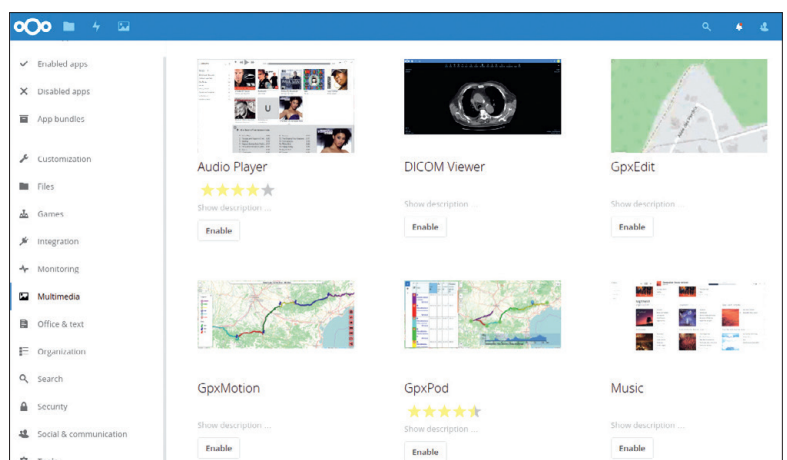 Enabled apps
Disabled apps
App bundles
Customization
Files
Games
Integration
Monitoring
Multimedia
Office & text
Organization
Search
Security
Social & communication
Audio Player
Show description ...
Enable
DICOM Viewer
Show description ...
Enable
GpxEdit
Show description ...
Enable
GpxMotion
Show description ...
Enable
GpxPod
Show description ...
Enable
Music
Show description ...
Enable
U